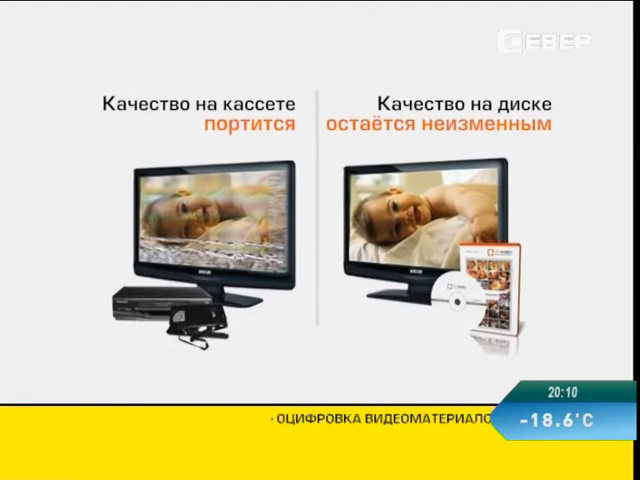 СЕВЕР
Качество на кассете
портится
Качество на диске
остаётся неизменным
20:10
-18.6°C
· ОЦИФРОВКА ВИДЕОМАТЕРИАЛО